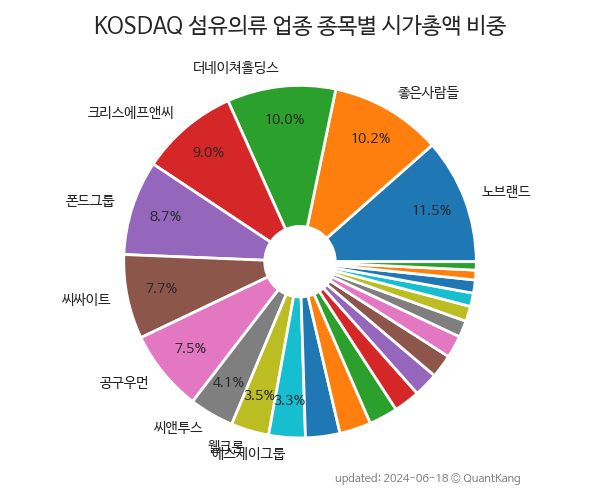 KOSDAQ 섬유의류 업종 종목별 시가총액 비중
더네이쳐홀딩스
좋은사람들
크리스에프앤씨
10.0%
10.2%
9.0%
노브랜드
폰드그룹
8.7%
11.5%
씨싸이트
7.7%
7.5%
공구우먼
4.1%
3.5%
3.3%
씨앤투스
웰크론
에스제이그룹
updated: 2024-06-18 © QuantKang